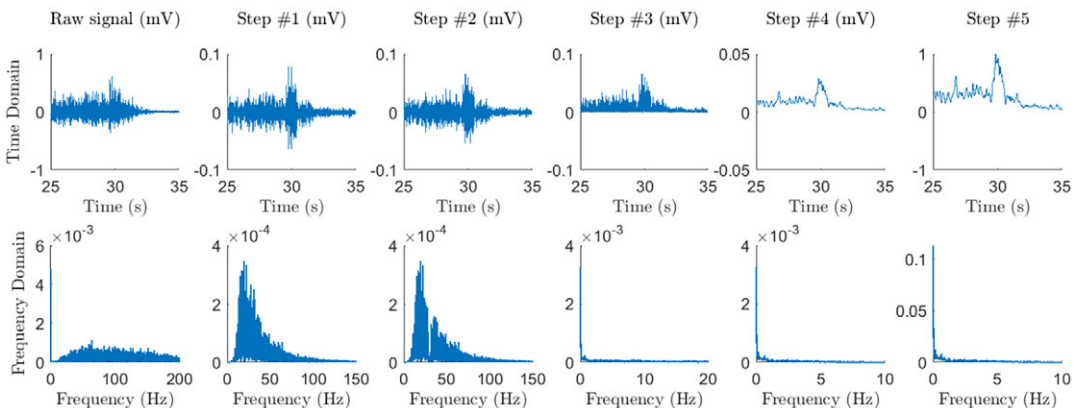 Raw signal (mV) Step #1 (mV) Step #2 (mV) Step #3 (mV) Step #4 (mV) Step #5
Time Domain
1 0.1 0.1 0.1 0.05 1
0 0 0 0 0 0
-1 -0.1 -0.1 -0.1 -0.05 -1
25 30 35 25 30 35 25 30 35 25 30 35 25 30 35 25 30 35
Time (s) Time (s) Time (s) Time (s) Time (s) Time (s)
Frequency Domain
×10⁻³ ×10⁻⁴ ×10⁻⁴ ×10⁻³ ×10⁻³
6 4 4 4 4 0.1
4 2 2 2 2 0.05
2
0 0 0 0 0 0
0 100 200 0 50 100 150 0 50 100 150 0 10 20 0 5 10 0 5 10
Frequency (Hz) Frequency (Hz) Frequency (Hz) Frequency (Hz) Frequency (Hz) Frequency (Hz)